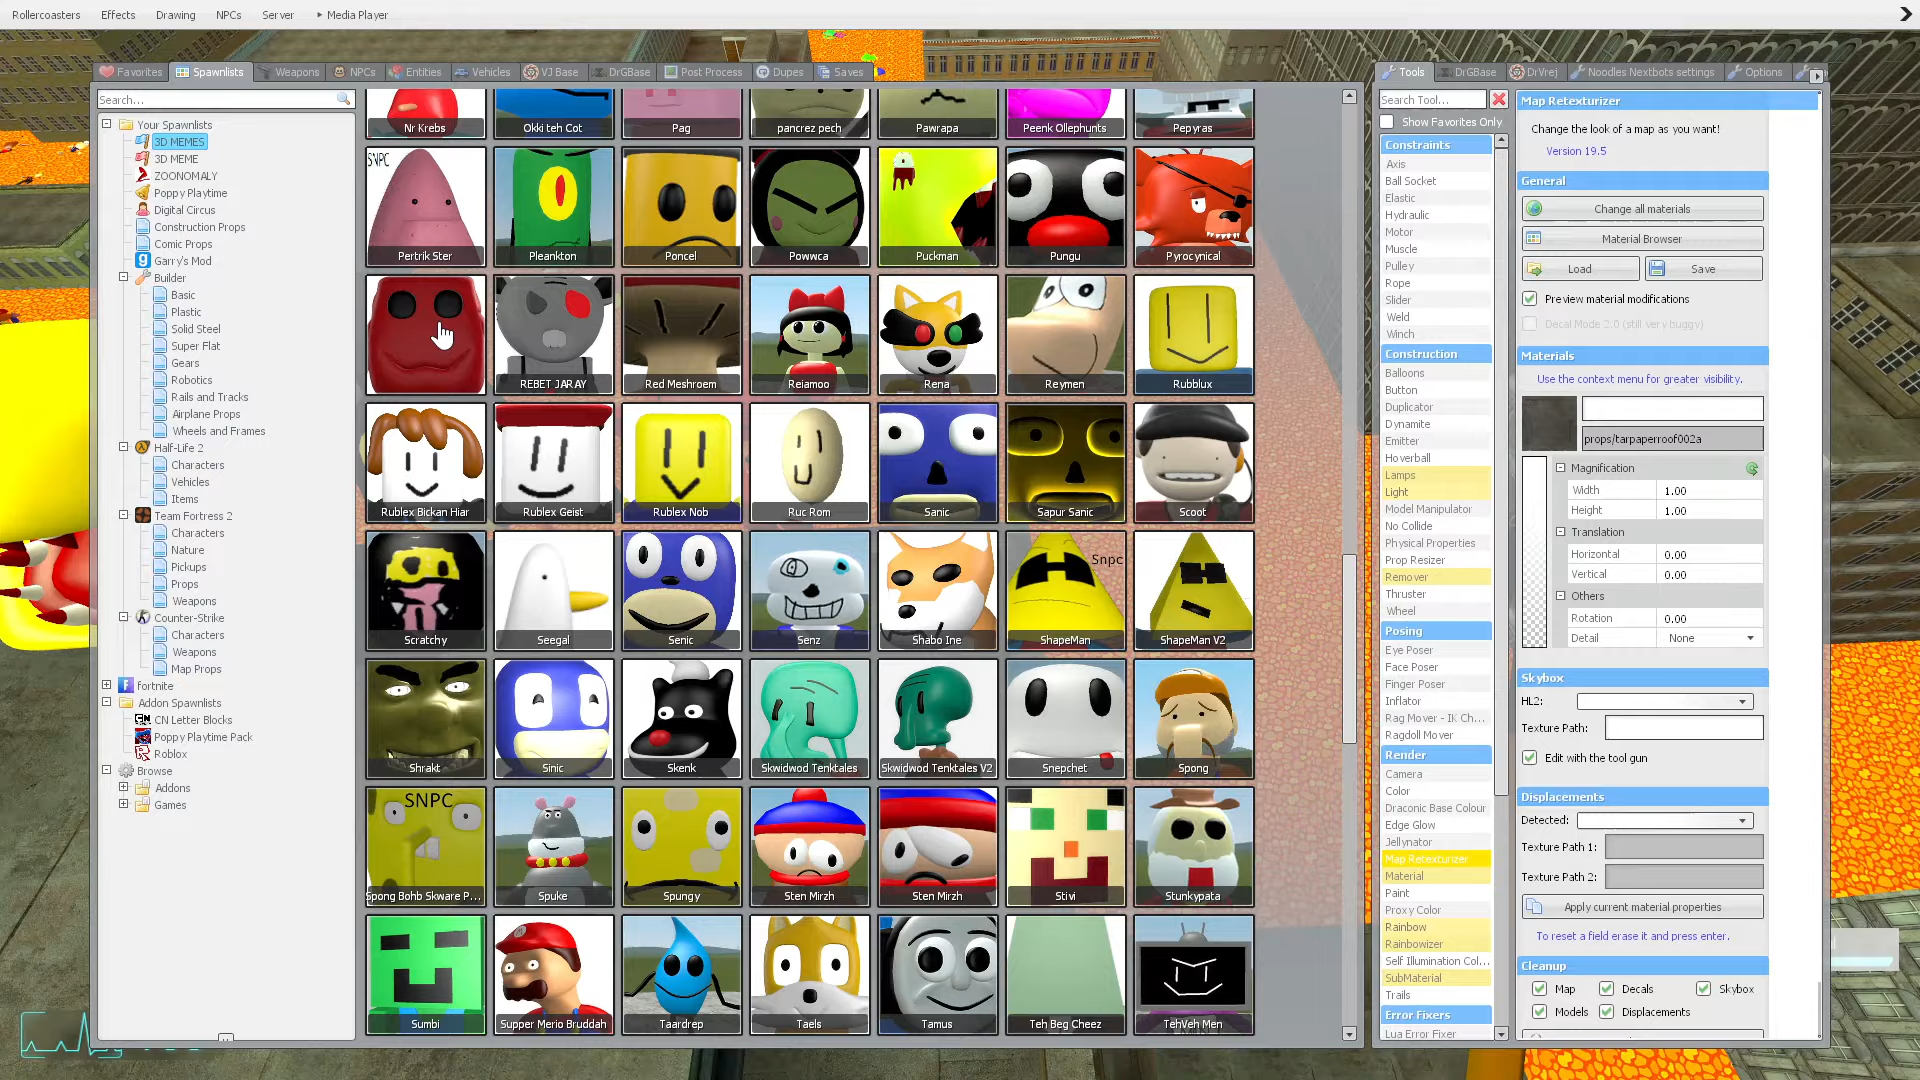 Rollercoasters Effects Drawing NPCs Server Media Player
Favorites Spawnlists Weapons NPCs Entities Vehicles VJ Base DrGBase Post Process Dupes Saves
Search...
Your Spawnlists
3D MEMES
3D MEME
ZOONOMALY
Poppy Playtime
Digital Circus
Construction Props
Comic Props
Garry's Mod
Builder
Basic
Plastic
Solid Steel
Super Flat
Gears
Robotics
Rails and Tracks
Airplane Props
Wheels and Frames
Half-Life 2
Characters
Vehicles
Items
Team Fortress 2
Characters
Nature
Pickups
Props
Weapons
Counter-Strike
Characters
Weapons
Map Props
fortnite
Addon Spawnlists
CN Letter Blocks
Poppy Playtime Pack
Roblox
Browse
Addons
Games
Nr Krebs Okki teh Cot Pag pancrez pech Pawrapa Peenk Ollephunts Pepyras
SNPC
Pertrik Ster Pleankton Poncel Powwca Puckman Pungu Pyrocynical
REBET JARAY Red Meshroem Reiamoo Rena Reymen Rubblux
Rublex Bickan Hiar Rublex Geist Rublex Nob Ruc Rom Sanic Sapur Sanic Scoot
Snpc
Scratchy Seegal Senic Senz Shabo Ine ShapeMan ShapeMan V2
Shrakt Sinic Skenk Skwidwod Tenktales Skwidwod Tenktales V2 Snepchet Spong
SNPC
Spong Bohb Skware P... Spuke Spungy Sten Mirzh Sten Mirzh Stivi Stunkypata
Sumbi Supper Merio Bruddah Taardrep Taels Tamus Teh Beg Cheez TehVeh Men
Tools DrGBase DrVrej Noodles Nextbots settings Options
Search Tool...
Show Favorites Only
Constraints
Axis
Ball Socket
Elastic
Hydraulic
Motor
Muscle
Pulley
Rope
Slider
Weld
Winch
Construction
Balloons
Button
Duplicator
Dynamite
Emitter
Hoverball
Lamps
Light
Model Manipulator
No Collide
Physical Properties
Prop Resizer
Remover
Thruster
Wheel
Posing
Eye Poser
Face Poser
Finger Poser
Inflator
Rag Mover - IK Ch...
Ragdoll Mover
Render
Camera
Color
Draconic Base Colour
Edge Glow
Jellynator
Map Retexturizer
Material
Paint
Proxy Color
Rainbow
Rainbowizer
Self Illumination Col...
SubMaterial
Trails
Error Fixers
Lua Error Fixer
Map Retexturizer
Change the look of a map as you want!
Version 19.5
General
Change all materials
Material Browser
Load Save
Preview material modifications
Decal Mode 2.0 (still very buggy)
Materials
Use the context menu for greater visibility.
props/tarpaperroof002a
Magnification
Width 1.00
Height 1.00
Translation
Horizontal 0.00
Vertical 0.00
Others
Rotation 0.00
Detail None
Skybox
HL2:
Texture Path:
Edit with the tool gun
Displacements
Detected:
Texture Path 1:
Texture Path 2:
Apply current material properties
To reset a field erase it and press enter.
Cleanup
Map Decals Skybox
Models Displacements